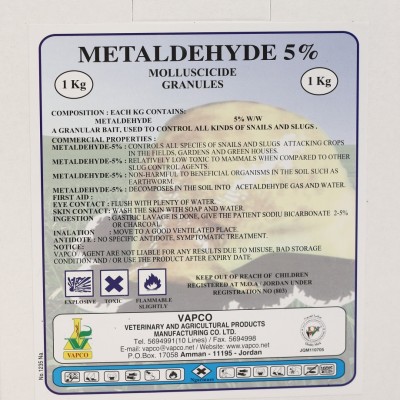 METALDEHYDE 5%
MOLLUSCICIDE
GRANULES
1 Kg
1 Kg
COMPOSITION : EACH KG CONTAINS:
METALDEHYDE 5% W/W
A GRANULAR BAIT, USED TO CONTROL ALL KINDS OF SNAILS AND SLUGS .
COMMERCIAL PROPERTIES :
METALDEHYDE-5% : CONTROLS ALL SPECIES OF SNAILS AND SLUGS ATTACKING CROPS
IN THE FIELDS, GARDENS AND GREEN HOUSES.
METALDEHYDE-5% : RELATIVELY LOW TOXIC TO MAMMALS WHEN COMPARED TO OTHER
SLUG CONTROL AGENTS.
METALDEHYDE-5% : NON-HARMFUL TO BENEFICIAL ORGANISMS IN THE SOIL SUCH AS
EARTHWORM.
METALDEHYDE-5% : DECOMPOSES IN THE SOIL INTO ACETALDEHYDE GAS AND WATER.
FIRST AID :
EYE CONTACT : FLUSH WITH PLENTY OF WATER.
SKIN CONTACT: WASH THE SKIN WITH SOAP AND WATER.
INGESTION : GASTRIC LAVAGE IS DONE, GIVE THE PATIENT SODIU BICARBONATE 2-5%
OR CHARCOAL.
INALATION : MOVE TO A GOOD VENTILATED PLACE.
ANTIDOTE : NO SPECIFIC ANTIDOTE, SYMPTOMATIC TREATMENT.
NOTICE:
VAPCO AGENT ARE NOT LIABLE FOR ANY RESULTS DUE TO MISUSE, BAD STORAGE
CONDITION AND / OR USE THE PRODUCT AFTER EXPIRY DATE
EXPLOSIVE
TOXIC
FLAMMABLE
SLIGHTLY
KEEP OUT OF REACH OF CHILDREN
REGISTERED AT M.O.A / JORDAN UNDER
REGISTRATION NO (803)
VAPCO
VETERINARY AND AGRICULTURAL PRODUCTS
MANUFACTURING CO. LTD.
Tel. 5694991(10 Lines) / Fax. 5694998
E-mail: vapco@vapco.net / Website: www.vapco.net
P.O.Box. 17058 Amman - 11195 - Jordan
VAPCO